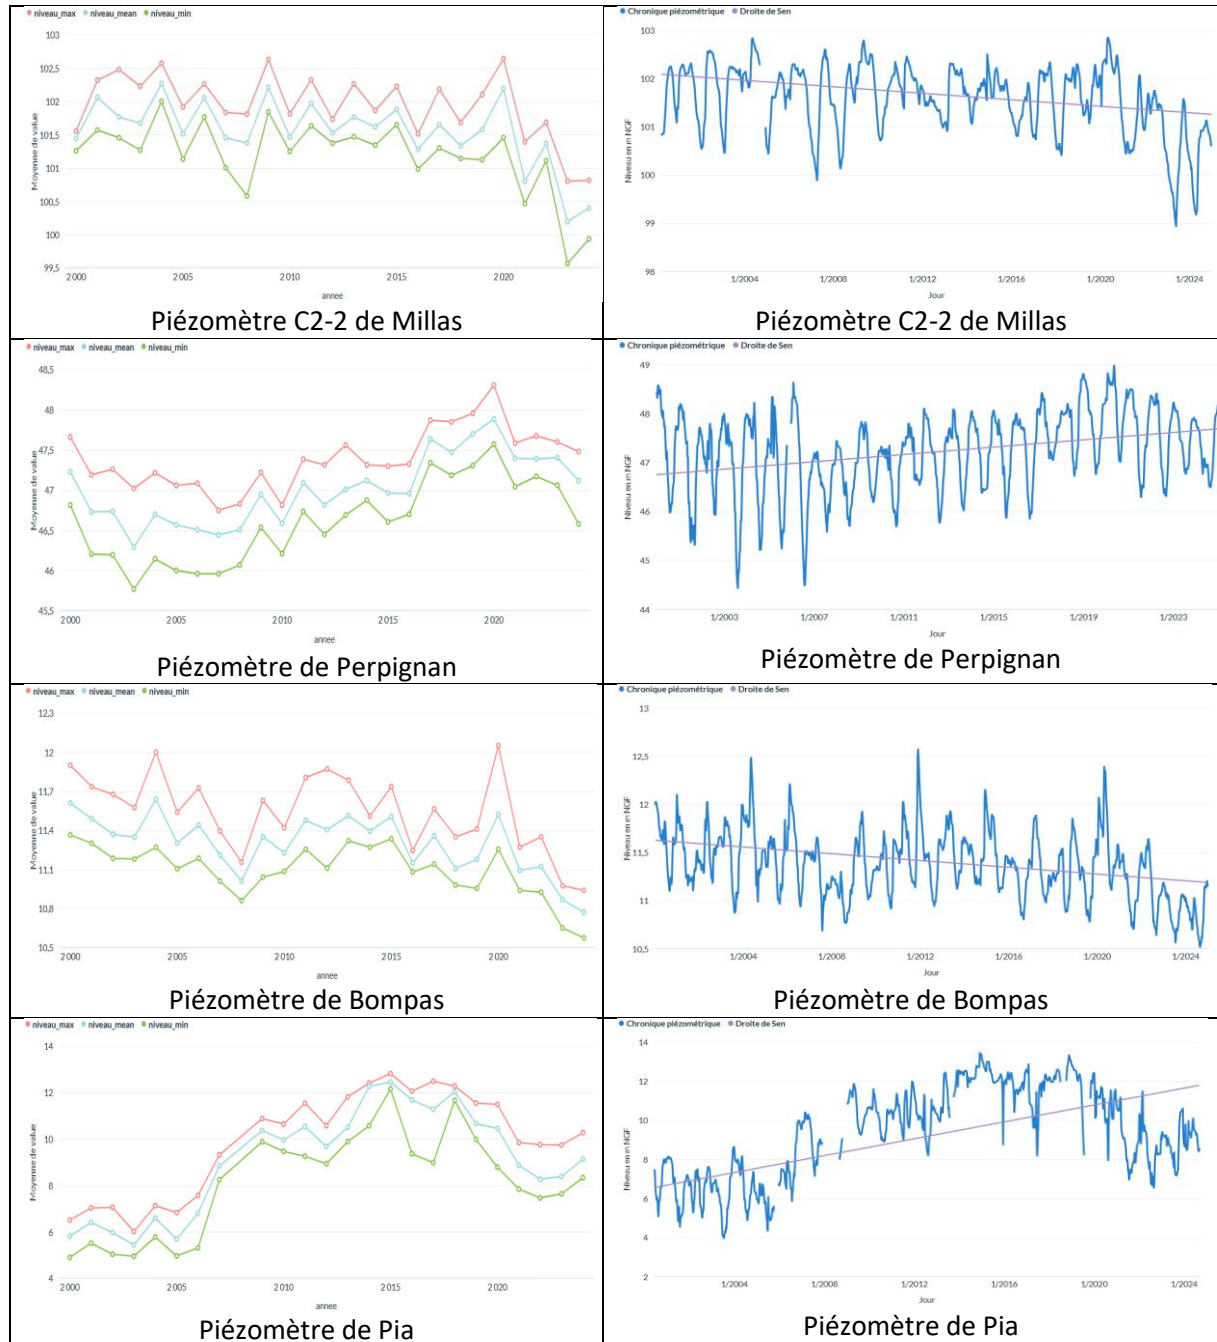 niveau_max niveau_mean niveau_min
Moyenne de value
103
102,5
102
101,5
101
100,5
100
99,5
2000 2005 2010 2015 2020
annee
Piézomètre C2-2 de Millas
Chronique piézométrique Droite de Sen
Niveau en m NGF
103
102
101
100
99
98
1/2004 1/2008 1/2012 1/2016 1/2020 1/2024
Jour
Piézomètre C2-2 de Millas
niveau_max niveau_mean niveau_min
Moyenne de value
48,5
48
47,5
47
46,5
46
45,5
2000 2005 2010 2015 2020
annee
Piézomètre de Perpignan
Chronique piézométrique Droite de Sen
Niveau en m NGF
49
48
47
46
45
44
1/2003 1/2007 1/2011 1/2015 1/2019 1/2023
Jour
Piézomètre de Perpignan
niveau_max niveau_mean niveau_min
Moyenne de value
12,3
12
11,7
11,4
11,1
10,8
10,5
2000 2005 2010 2015 2020
annee
Piézomètre de Bompas
Chronique piézométrique Droite de Sen
Niveau en m NGF
13
12,5
12
11,5
11
10,5
1/2004 1/2008 1/2012 1/2016 1/2020 1/2024
Jour
Piézomètre de Bompas
niveau_max niveau_mean niveau_min
Moyenne de value
14
12
10
8
6
4
2000 2005 2010 2015 2020
annee
Piézomètre de Pia
Chronique piézométrique Droite de Sen
Niveau en m NGF
14
12
10
8
6
4
2
1/2004 1/2008 1/2012 1/2016 1/2020 1/2024
Jour
Piézomètre de Pia